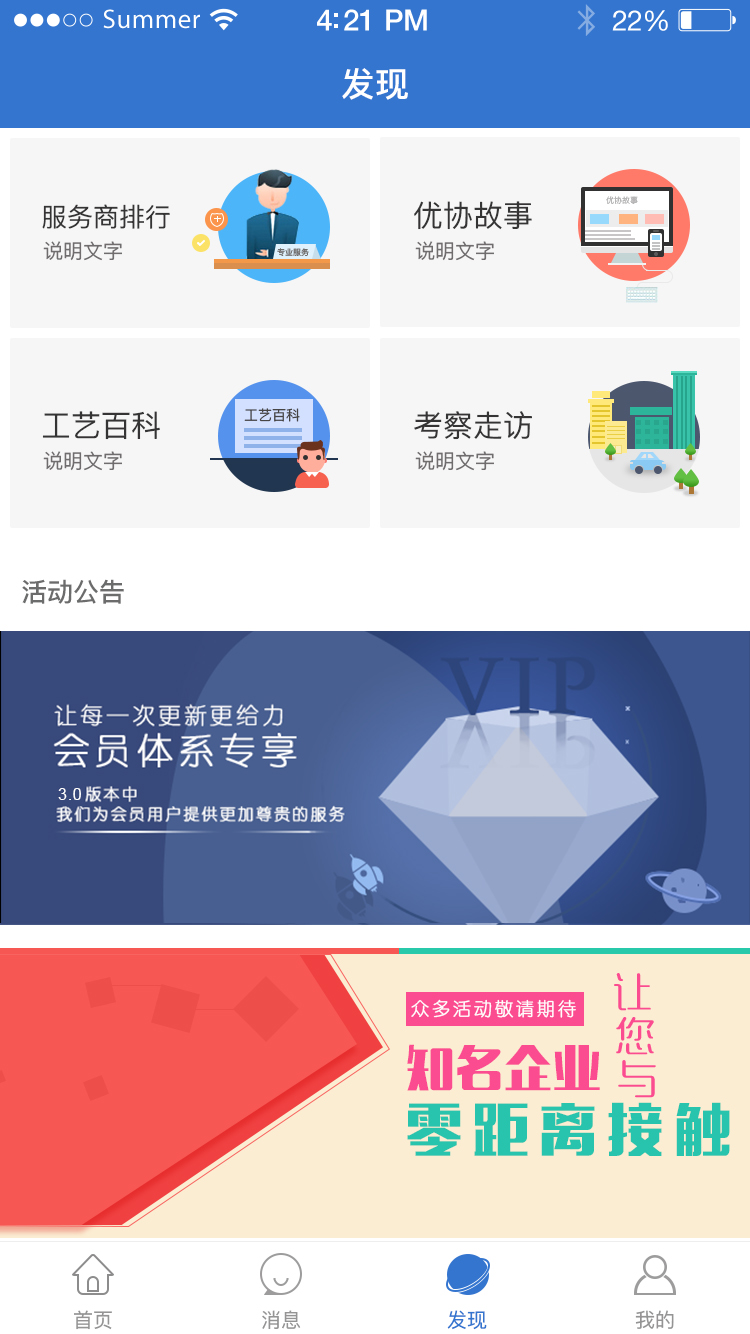 Summer 4:21 PM 22%
发现
服务商排行
说明文字
专业服务
优协故事
说明文字
优协故事
工艺百科
说明文字
工艺百科
考察走访
说明文字
活动公告
VIP
让每一次更新更给力
会员体系专享
3.0版本中
我们为会员用户提供更加尊贵的服务
众多活动敬请期待
让您与
知名企业
零距离接触
首页
消息
发现
我的